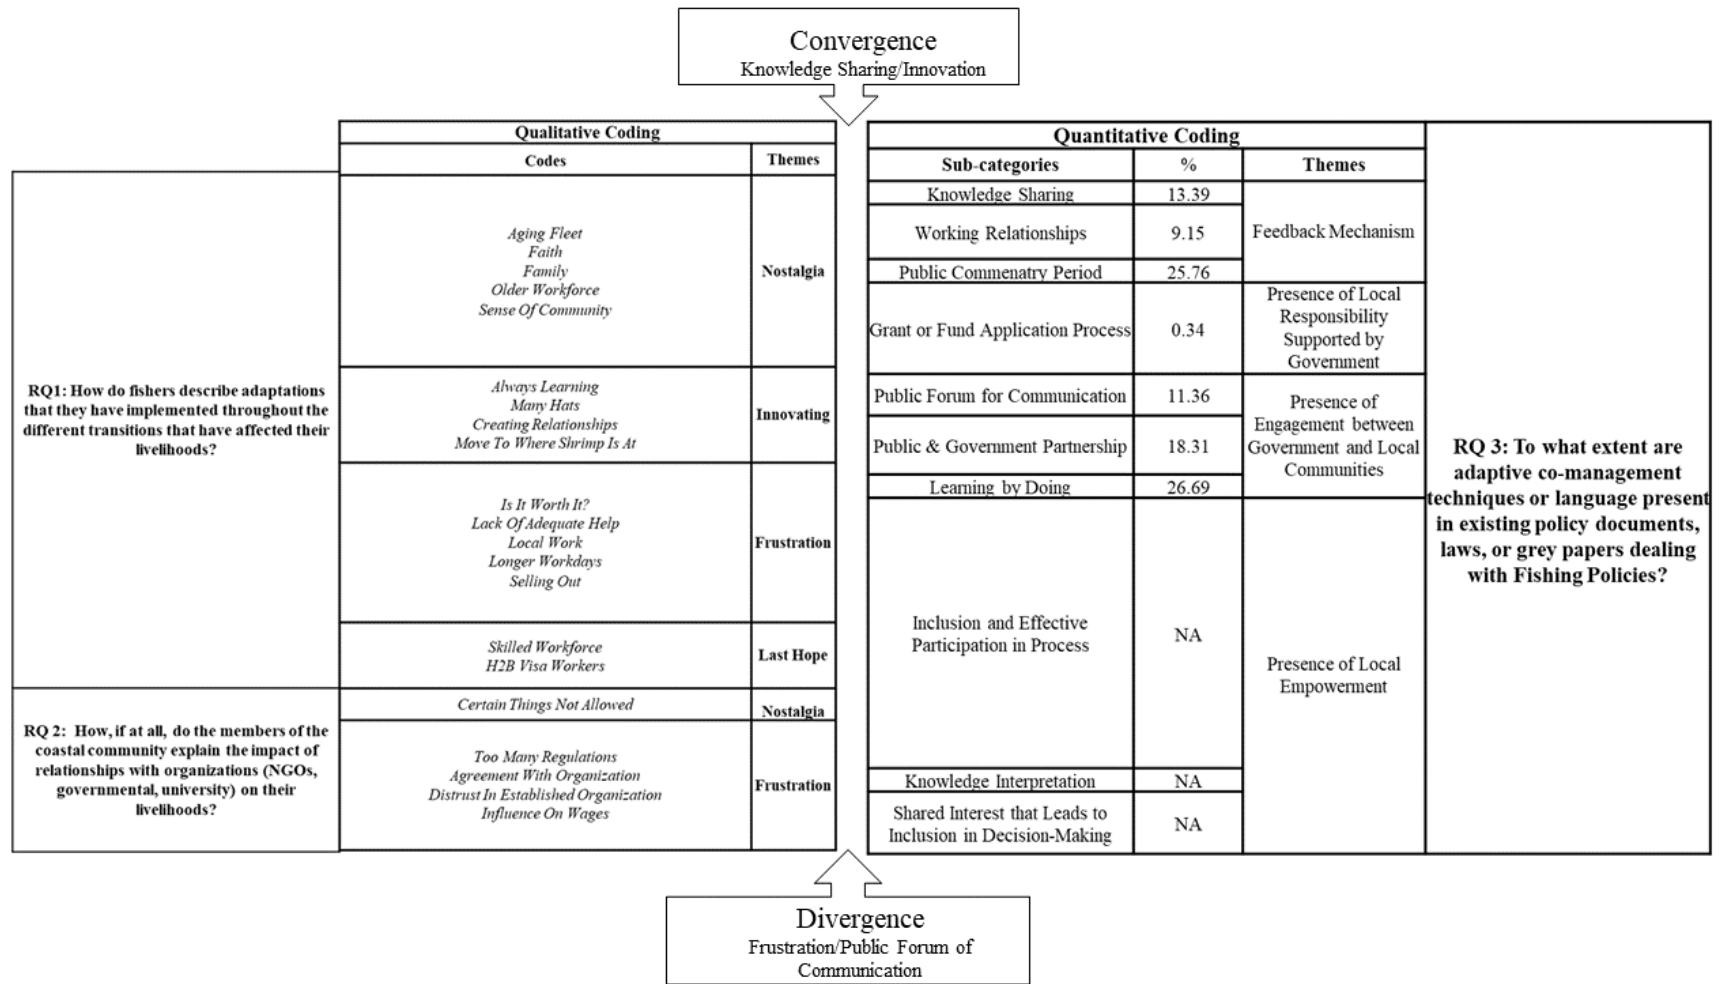 Convergence
Knowledge Sharing/Innovation
Qualitative Coding
Codes
Themes
RQ1: How do fishers describe adaptations
that they have implemented throughout the
different transitions that have affected their
livelihoods?
Aging Fleet
Faith
Family
Older Workforce
Sense Of Community
Nostalgia
Always Learning
Many Hats
Creating Relationships
Move To Where Shrimp Is At
Innovating
Is It Worth It?
Lack Of Adequate Help
Local Work
Longer Workdays
Selling Out
Frustration
Skilled Workforce
H2B Visa Workers
Last Hope
RQ 2: How, if at all, do the members of the
coastal community explain the impact of
relationships with organizations (NGOs,
governmental, university) on their
livelihoods?
Certain Things Not Allowed
Nostalgia
Too Many Regulations
Agreement With Organization
Distrust In Established Organization
Influence On Wages
Frustration
Quantitative Coding
Sub-categories
%
Themes
Knowledge Sharing
13.39
Working Relationships
9.15
Public Commenatry Period
25.76
Feedback Mechanism
Grant or Fund Application Process
0.34
Presence of Local
Responsibility
Supported by
Government
Public Forum for Communication
11.36
Public & Government Partnership
18.31
Learning by Doing
26.69
Presence of
Engagement between
Government and Local
Communities
Inclusion and Effective
Participation in Process
NA
Knowledge Interpretation
NA
Shared Interest that Leads to
Inclusion in Decision-Making
NA
Presence of Local
Empowerment
RQ 3: To what extent are
adaptive co-management
techniques or language present
in existing policy documents,
laws, or grey papers dealing
with Fishing Policies?
Divergence
Frustration/Public Forum of
Communication